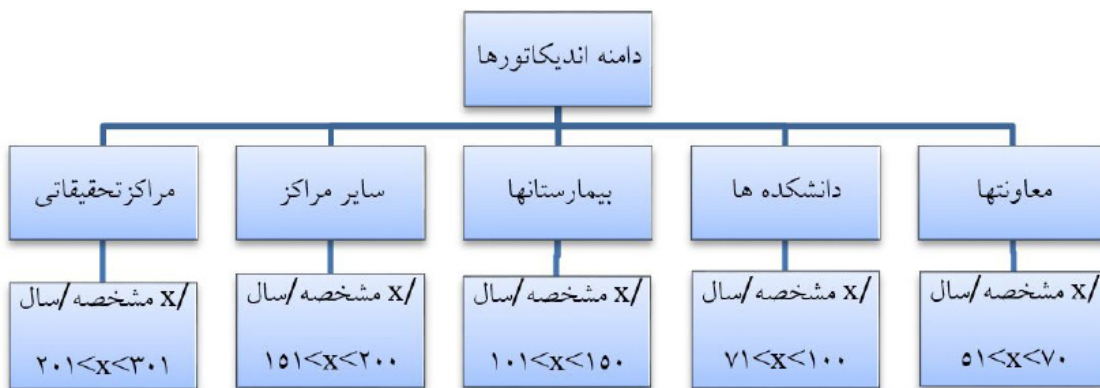 دامنه اندیکاتورها
معاونتها
دانشکده ها
بیمارستانها
سایر مراکز
مراکزتحقیقاتی
x/ مشخصه/سال
۵۱<x<۷۰
x/ مشخصه/سال
۷۱<x<۱۰۰
x/ مشخصه/سال
۱۰۱<x<۱۵۰
x/ مشخصه/سال
۱۵۱<x<۲۰۰
x/ مشخصه/سال
۲۰۱<x<۳۰۱